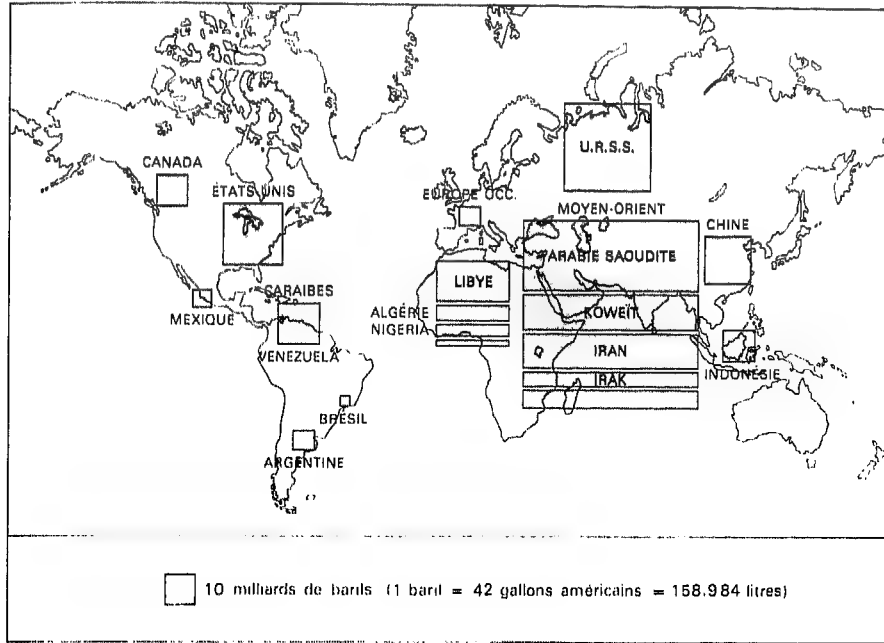 U.R.S.S.
CANADA
ÉTATS UNIS
EUROPE OCC.
MOYEN-ORIENT
CHINE
ARABIE SAOUDITE
LIBYE
CARAIBES
MEXIQUE
ALGÉRIE
NIGERIA
KOWEÏT
VENEZUELA
IRAN
INDONÉSIE
IRAK
BRÉSIL
ARGENTINE
10 milliards de barils (1 baril = 42 gallons américains = 158.984 litres)